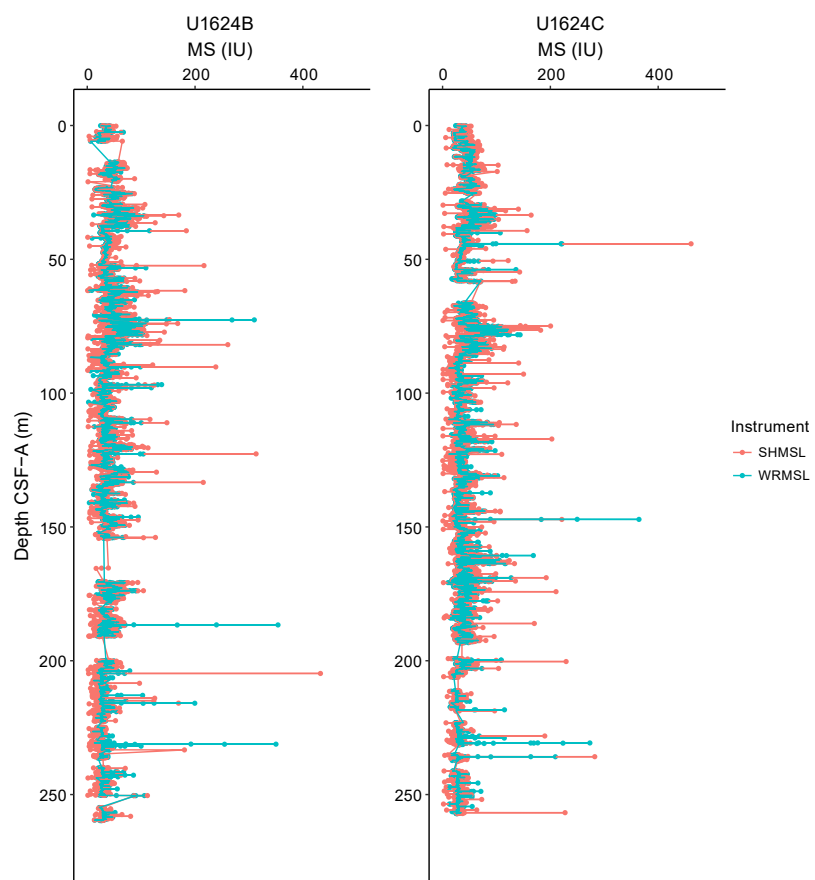 U1624B U1624C
MS (IU) MS (IU)
0 200 400 0 200 400
0 0
50 50
Instrument
100 100
SHMSL
WRMSL
Depth CSF−A (m)
150 150
200 200
250 250